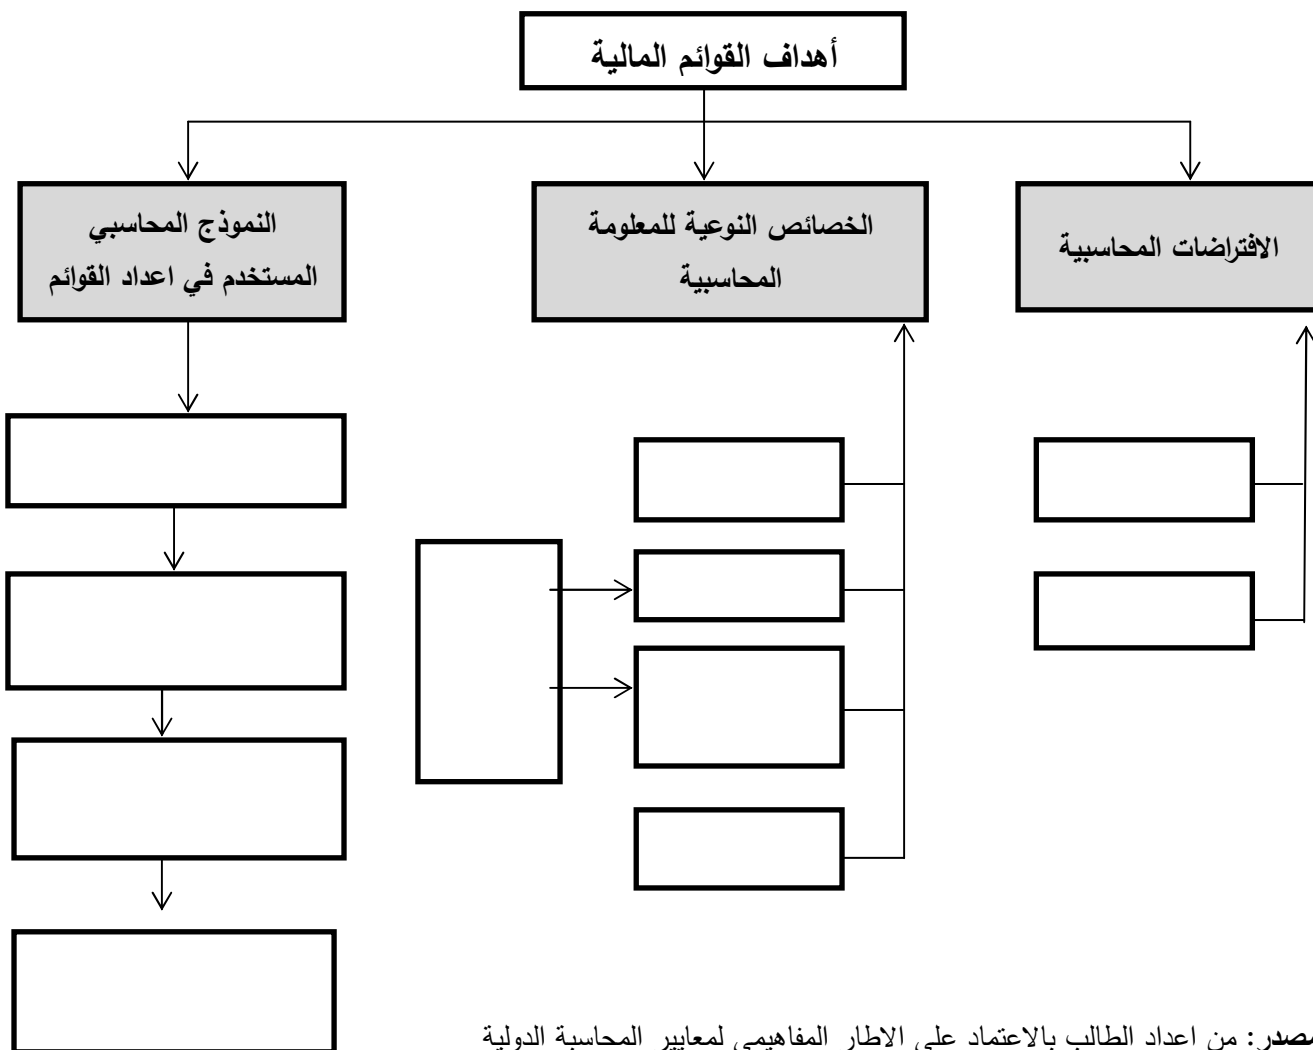 أهداف القوائم المالية
الافتراضات المحاسبية
الخصائص النوعية للمعلومة
المحاسبية
النموذج المحاسبي
المستخدم في اعداد القوائم
صدر: من اعداد الطالب بالاعتماد على الاطار المفاهيمي لمعايير المحاسبة الدولية